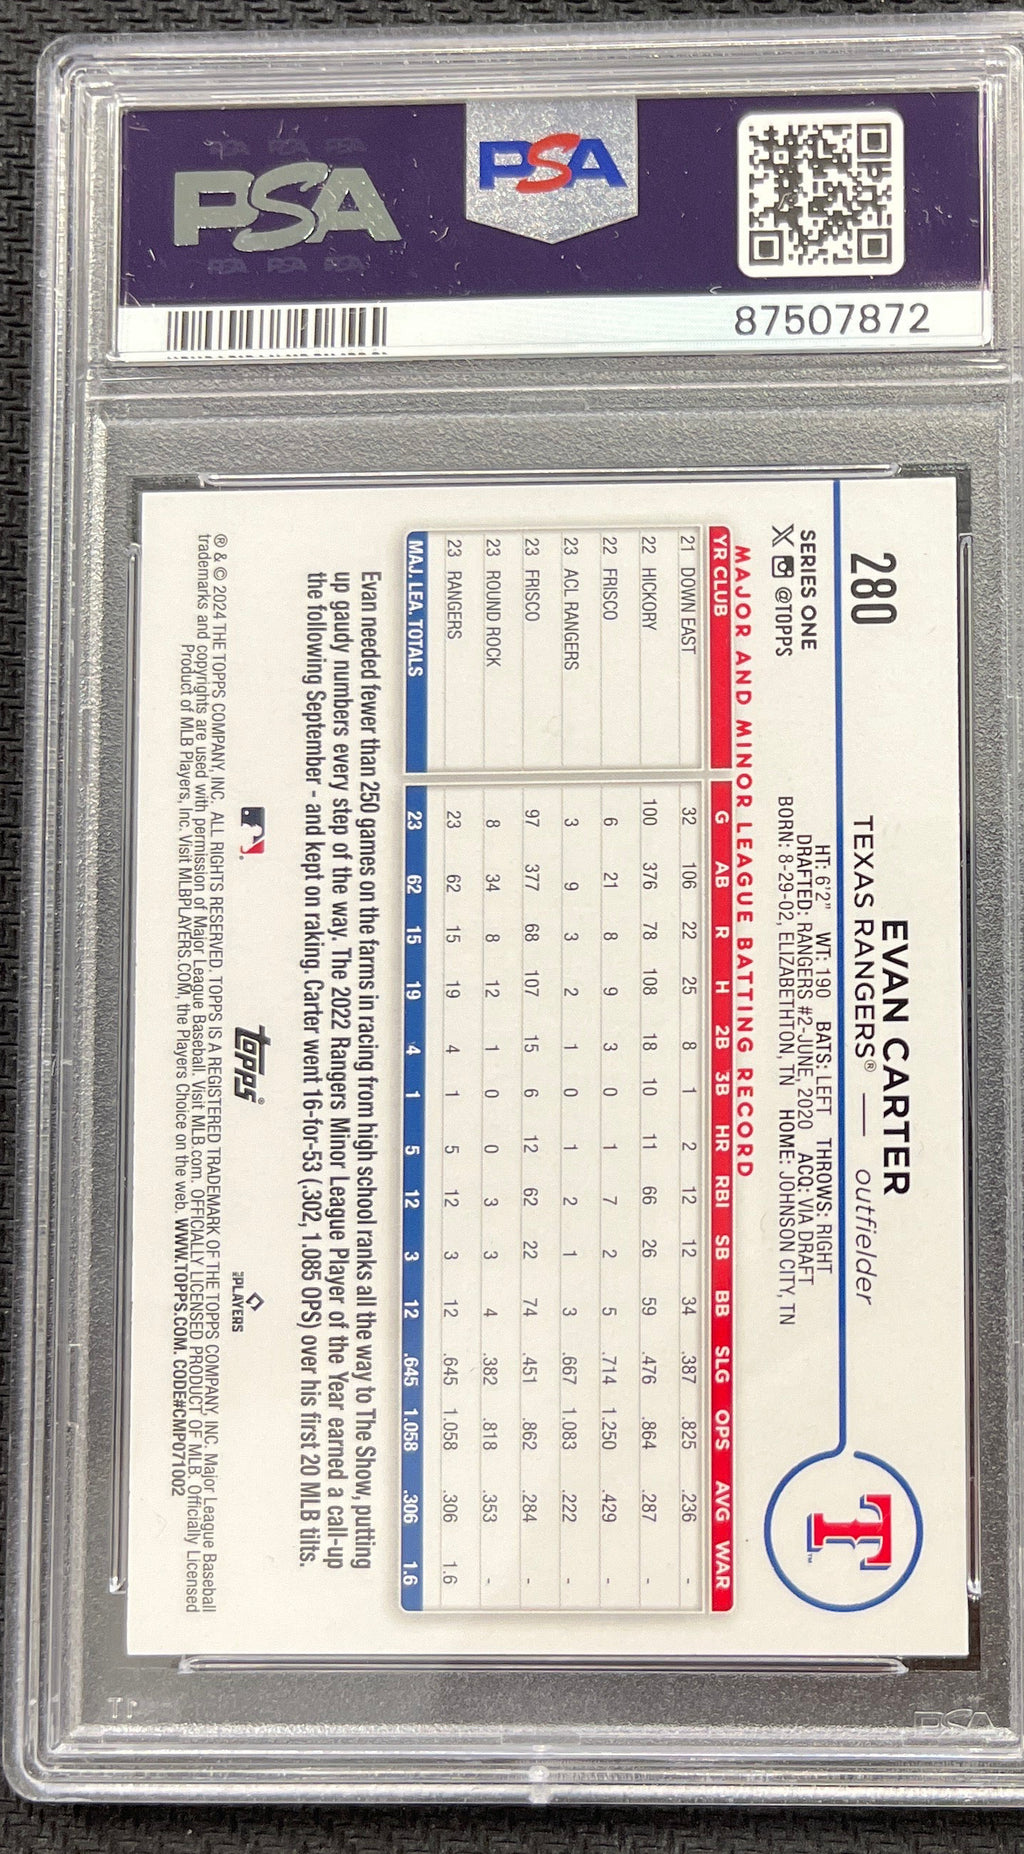 PSA
PSA
87507872
280
EVAN CARTER
TEXAS RANGERS® — outfielder
SERIES ONE
X @TOPPS
HT: 6'2" WT: 190 BATS: LEFT THROWS: RIGHT
DRAFTED: RANGERS #2-JUNE, 2020 ACQ: VIA DRAFT
BORN: 8-29-02, ELIZABETHTON, TN HOME: JOHNSON CITY, TN
T™
MAJOR AND MINOR LEAGUE BATTING RECORD
YR CLUB G AB R H 2B 3B HR RBI SB BB SLG OPS AVG WAR
21 DOWN EAST 32 106 22 25 8 1 2 12 12 34 .387 .825 .236 -
22 HICKORY 100 376 78 108 18 10 11 66 26 59 .476 .864 .287 -
22 FRISCO 6 21 8 9 3 0 1 7 2 5 .714 1.250 .429 -
23 ACL RANGERS 3 9 3 2 1 0 1 2 1 3 .667 1.083 .222 -
23 FRISCO 97 377 68 107 15 6 12 62 22 74 .451 .862 .284 -
23 ROUND ROCK 8 34 8 12 1 0 0 3 3 4 .382 .818 .353 -
23 RANGERS 23 62 15 19 4 1 5 12 3 12 .645 1.058 .306 1.6
MAJ. LEA. TOTALS 23 62 15 19 4 1 5 12 3 12 .645 1.058 .306 1.6
Evan needed fewer than 250 games on the farms in racing from high school ranks all the way to The Show, putting
up gaudy numbers every step of the way. The 2022 Rangers Minor League Player of the Year earned a call-up
the following September - and kept on raking. Carter went 16-for-53 (.302, 1.085 OPS) over his first 20 MLB tilts.
topps®
PLAYERS
® & © 2024 THE TOPPS COMPANY, INC. ALL RIGHTS RESERVED. TOPPS IS A REGISTERED TRADEMARK OF THE TOPPS COMPANY, INC. Major League Baseball
trademarks and copyrights are used with permission of Major League Baseball. Visit MLB.com. OFFICIALLY LICENSED PRODUCT OF MLB. Officially Licensed
Product of MLB Players, Inc. Visit MLBPLAYERS.COM, the Players Choice on the web. WWW.TOPPS.COM. CODE#CMP071002
PSA